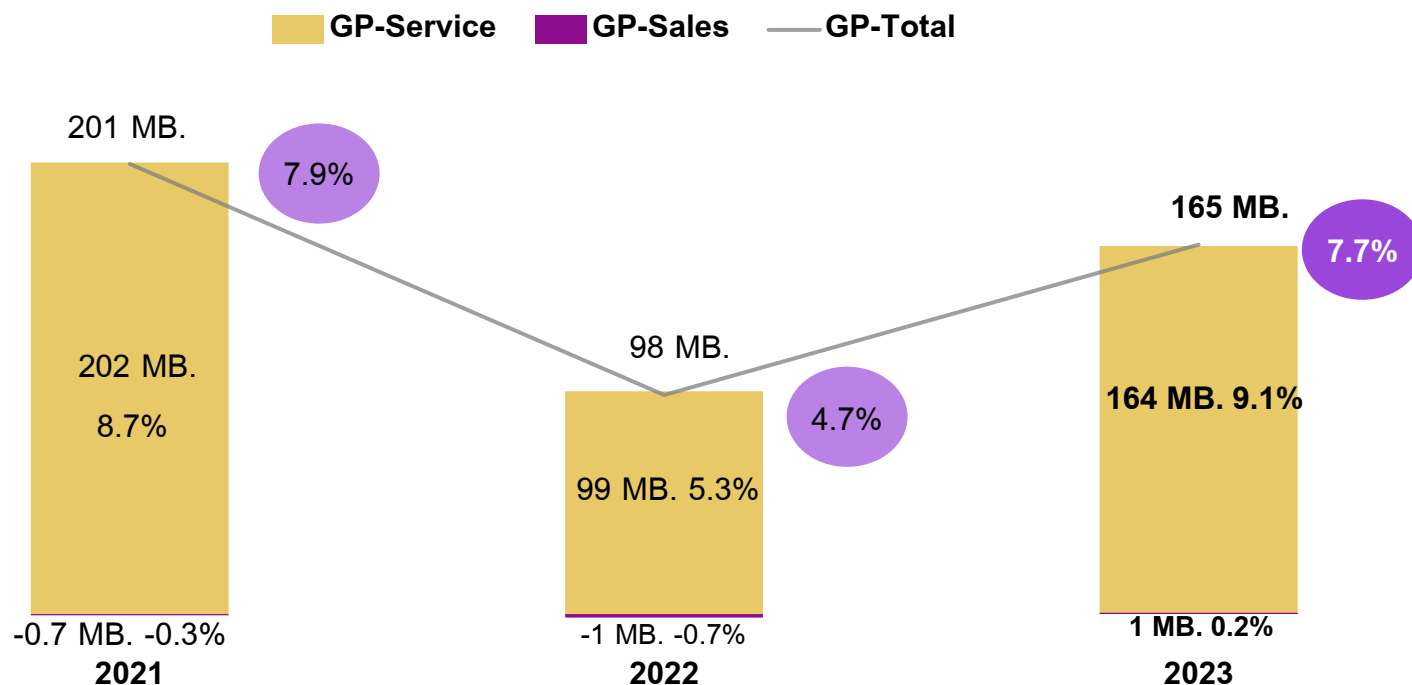 GP-Service GP-Sales GP-Total
201 MB.
7.9%
202 MB.
8.7%
-0.7 MB. -0.3%
2021
98 MB.
4.7%
99 MB. 5.3%
-1 MB. -0.7%
2022
165 MB.
7.7%
164 MB. 9.1%
1 MB. 0.2%
2023